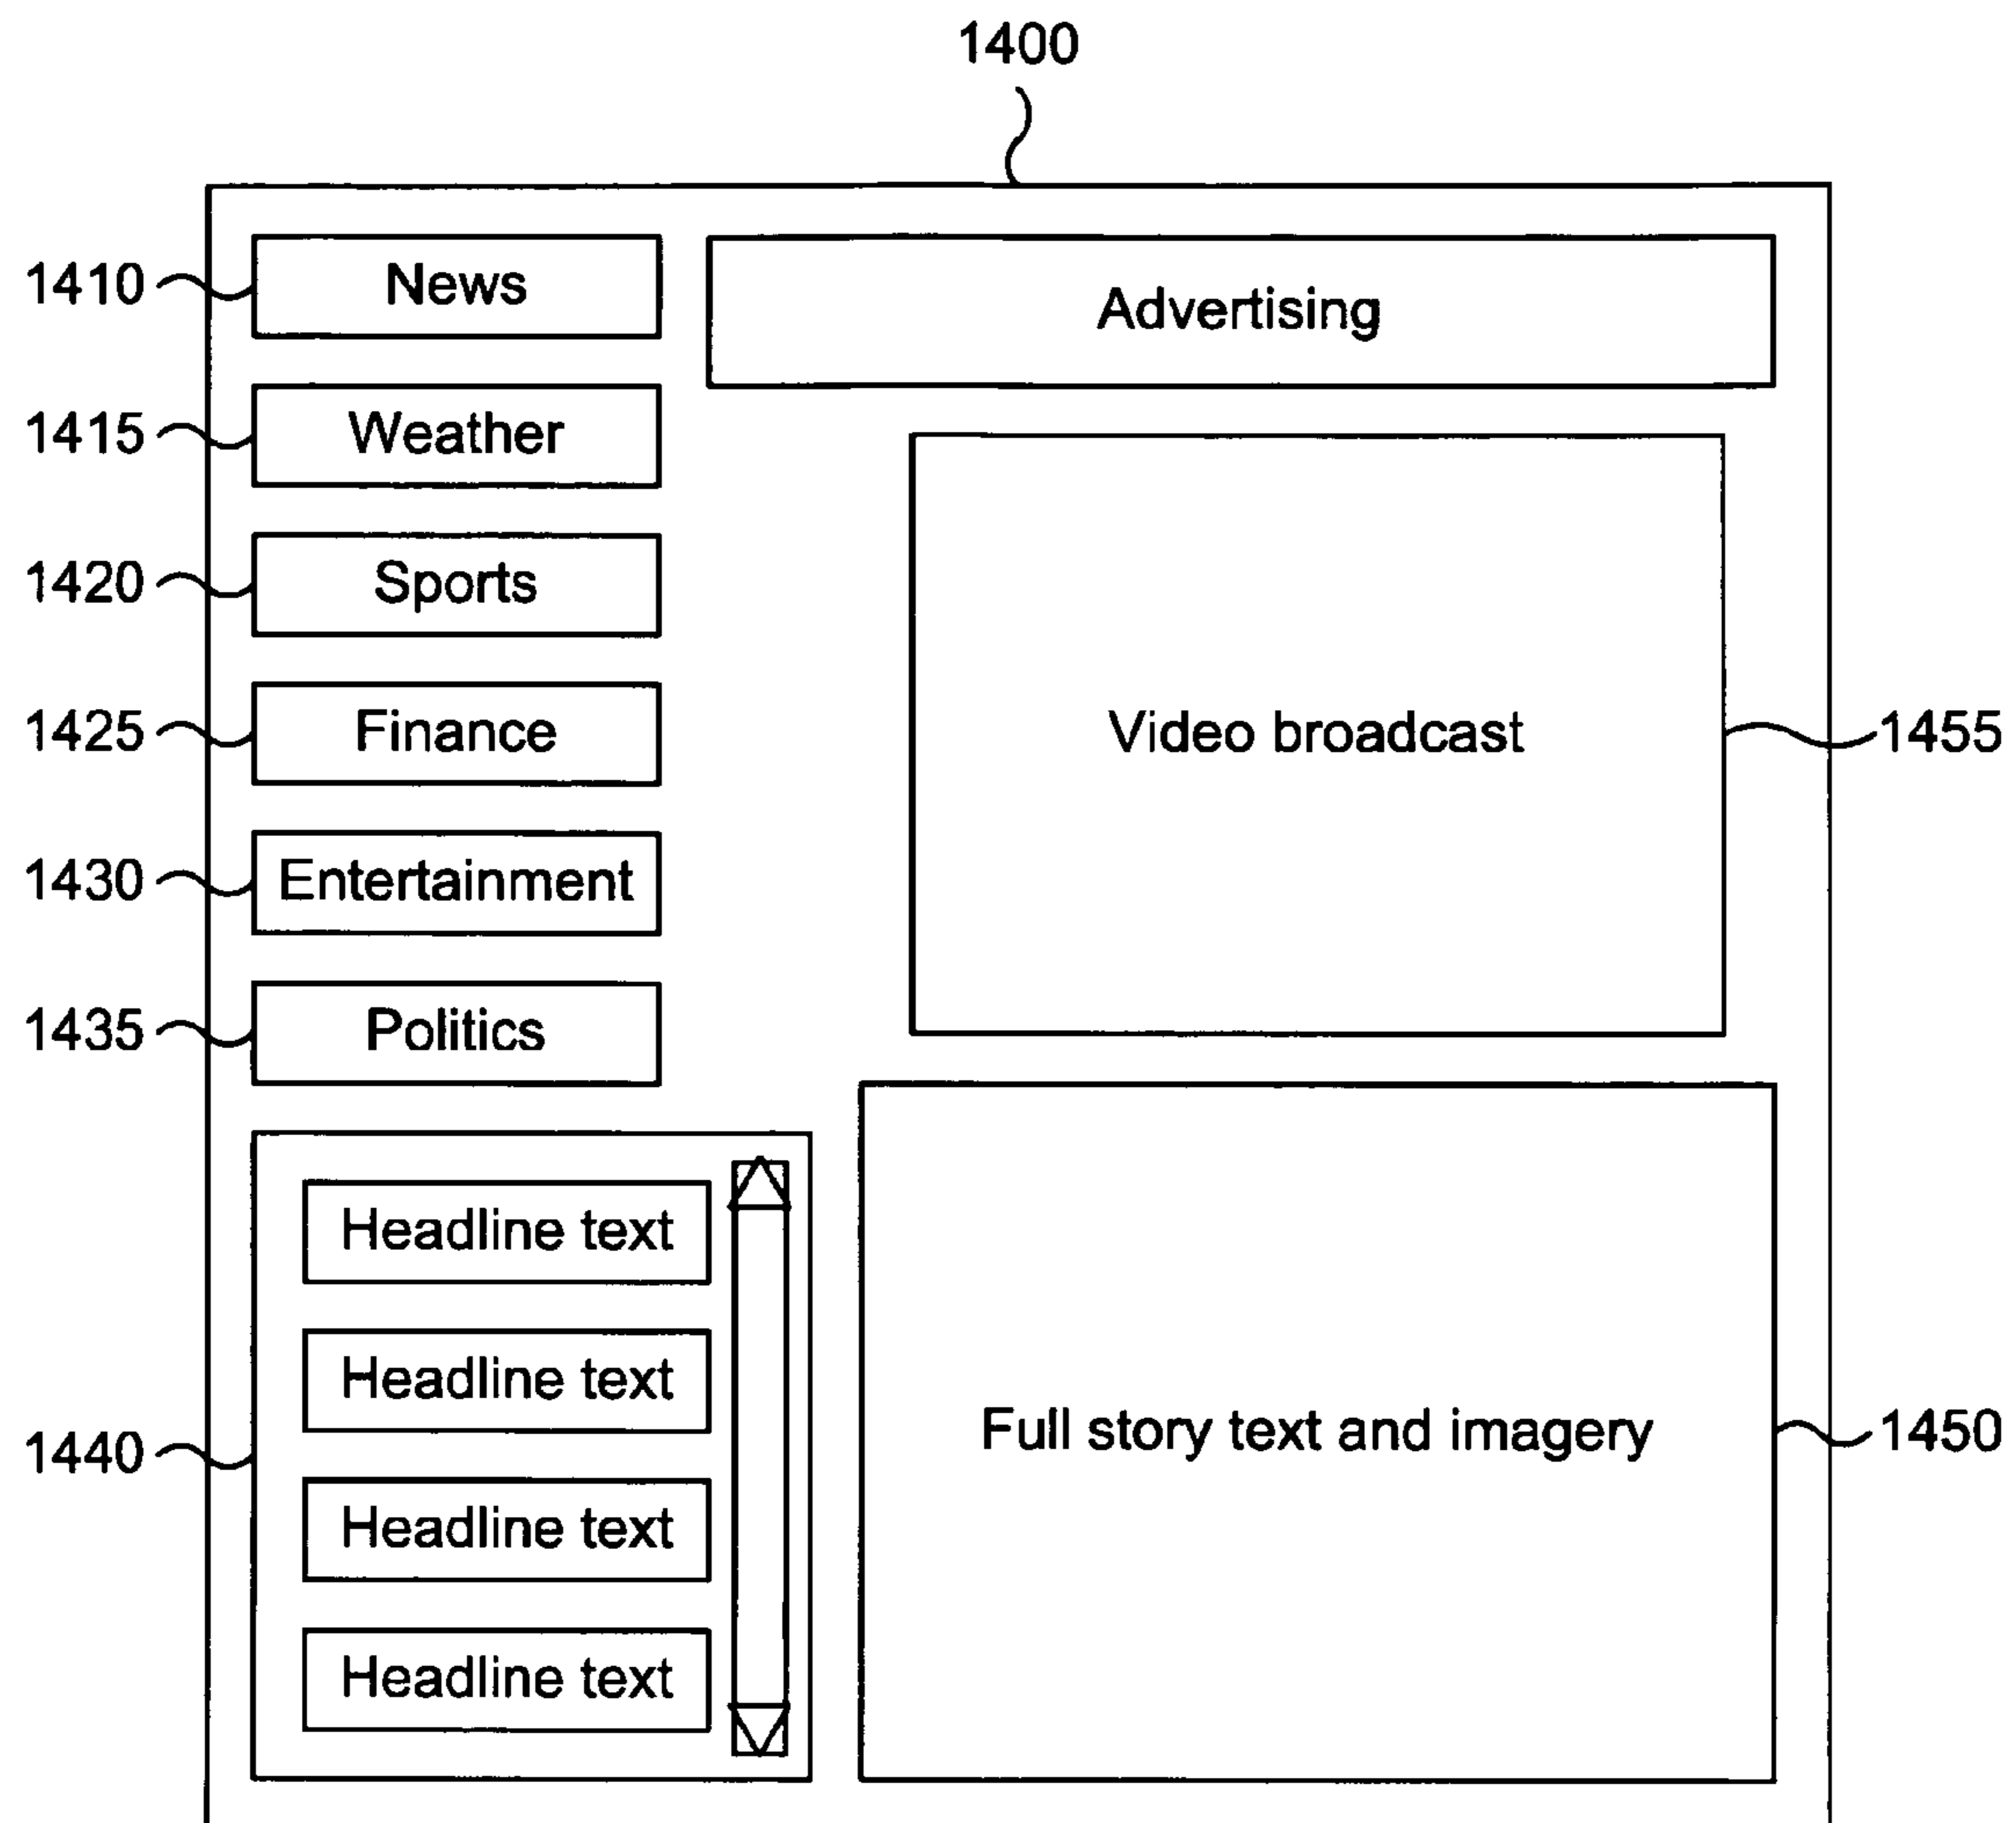 1400
1410 News
Advertising
1415 Weather
1420 Sports
1425 Finance
Video broadcast 1455
1430 Entertainment
1435 Politics
Headline text
Headline text
1440
Full story text and imagery 1450
Headline text
Headline text